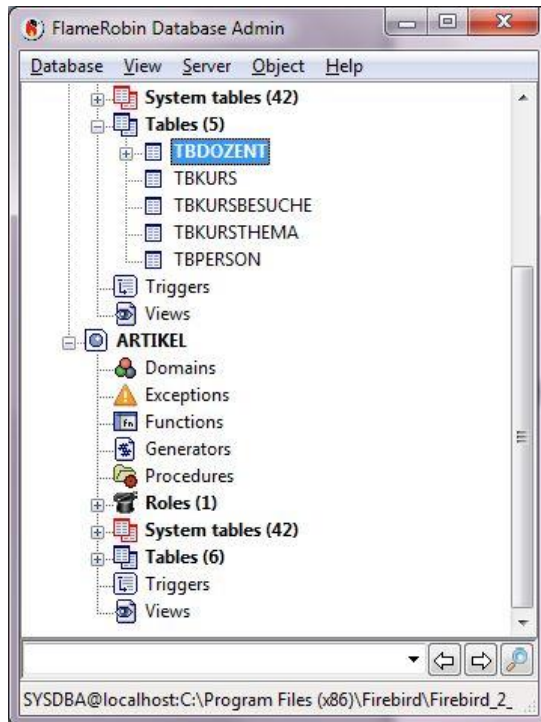 FlameRobin Database Admin
Database View Server Object Help
System tables (42)
Tables (5)
TBDOZENT
TBKURS
TBKURSBESUCHE
TBKURSTHEMA
TBPERSON
Triggers
Views
ARTIKEL
Domains
Exceptions
fn Functions
Generators
Procedures
Roles (1)
System tables (42)
Tables (6)
Triggers
Views
SYSDBA@localhost:C:\Program Files (x86)\Firebird\Firebird_2_